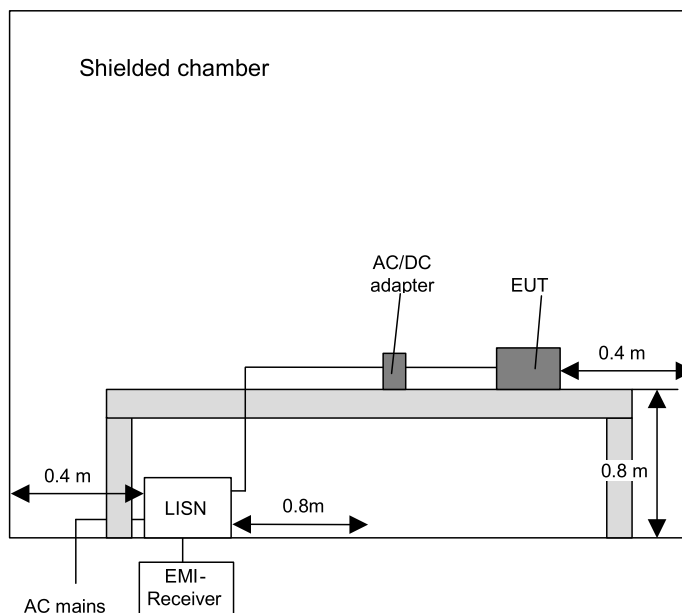 Shielded chamber
AC/DC
adapter
EUT
0.4 m
0.8 m
0.4 m
LISN
0.8m
EMI-
Receiver
AC mains